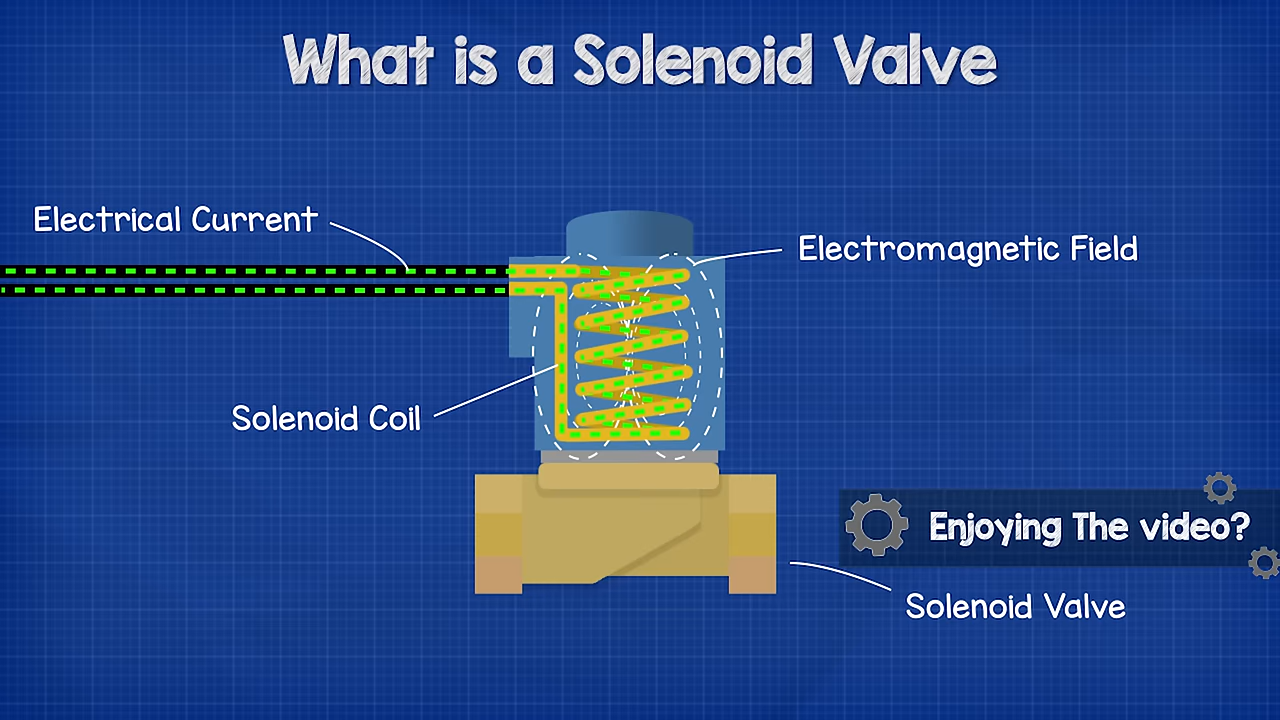 What is a Solenoid Valve
Electrical Current
Electromagnetic Field
Solenoid Coil
Enjoying The video?
Solenoid Valve